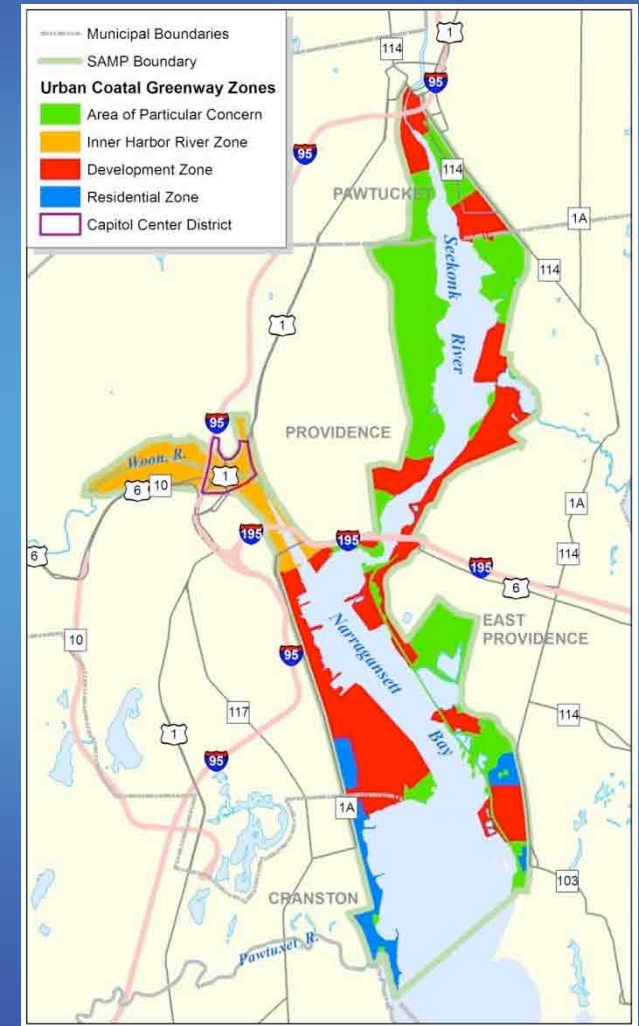 Municipal Boundaries
SAMP Boundary
Urban Coatal Greenway Zones
Area of Particular Concern
Inner Harbor River Zone
Development Zone
Residential Zone
Capitol Center District
1
114
95
95
114
PAWTUCKET
1A
Seekonk River
114
1
95
PROVIDENCE
Woon. R.
1
6
10
1A
195
195
114
6
195
6
EAST
PROVIDENCE
10
Narragansett Bay
95
117
114
1
95
1A
103
CRANSTON
Pawtuxet, R.